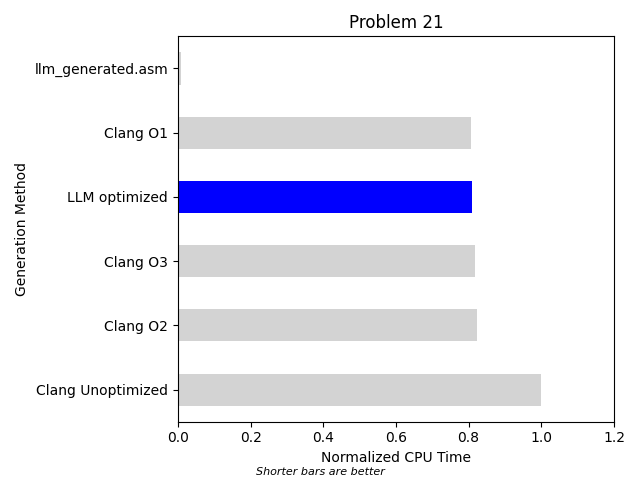 Problem 21
llm_generated.asm
Clang O1
LLM optimized
Clang O3
Clang O2
Clang Unoptimized
Generation Method
0.0 0.2 0.4 0.6 0.8 1.0 1.2
Normalized CPU Time
Shorter bars are better